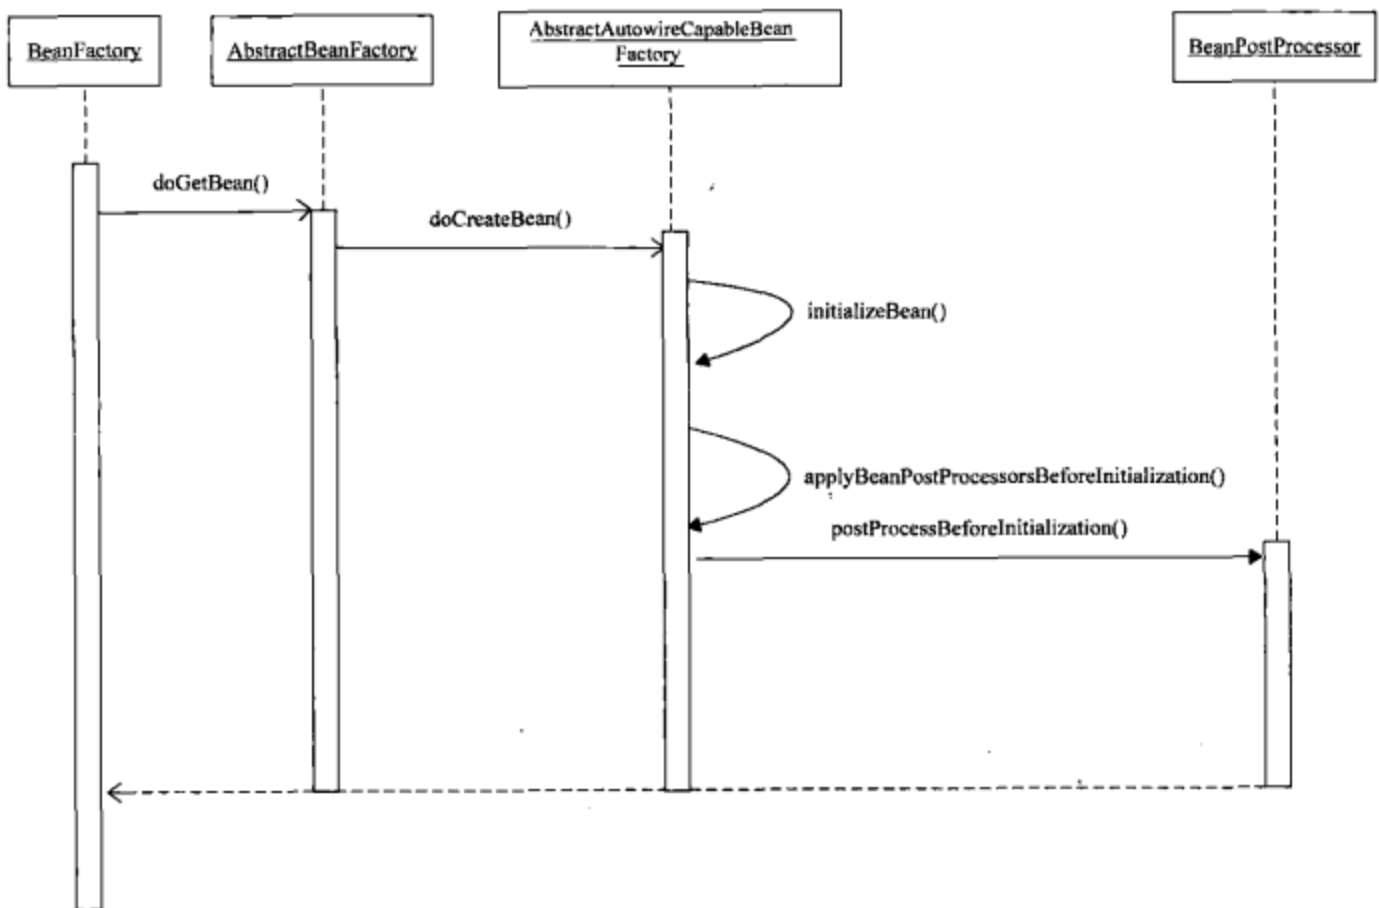 BeanFactory
AbstractBeanFactory
AbstractAutowireCapableBean
Factory
BeanPostProcessor
doGetBean()
doCreateBean()
initializeBean()
applyBeanPostProcessorsBeforeInitialization()
postProcessBeforeInitialization()